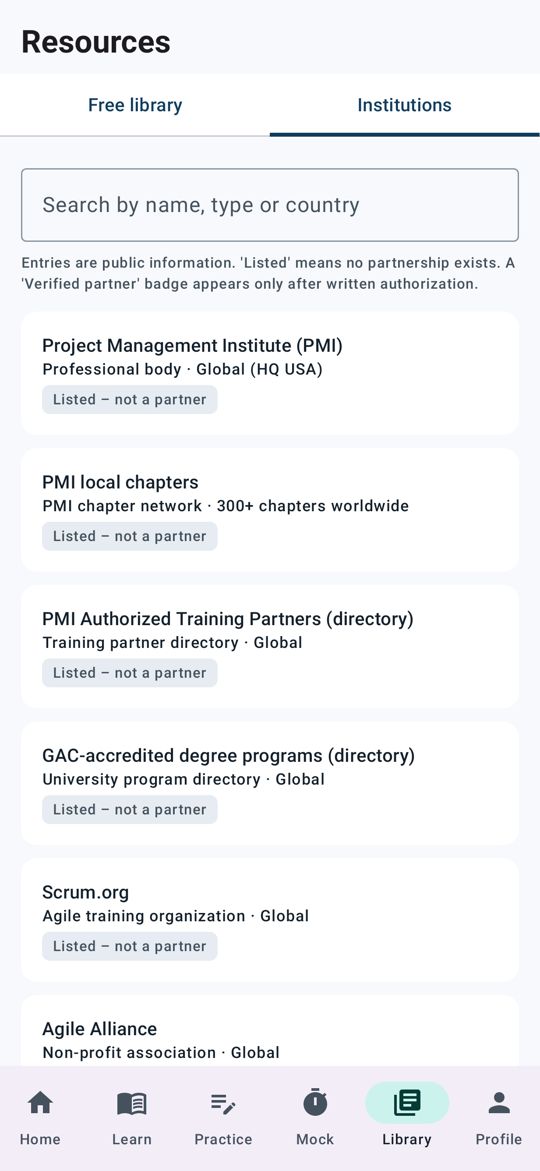 Resources
Free library
Institutions
Search by name, type or country
Entries are public information. 'Listed' means no partnership exists. A
'Verified partner' badge appears only after written authorization.
Project Management Institute (PMI)
Professional body · Global (HQ USA)
Listed – not a partner
PMI local chapters
PMI chapter network · 300+ chapters worldwide
Listed – not a partner
PMI Authorized Training Partners (directory)
Training partner directory · Global
Listed – not a partner
GAC-accredited degree programs (directory)
University program directory · Global
Listed – not a partner
Scrum.org
Agile training organization · Global
Listed – not a partner
Agile Alliance
Non-profit association · Global
Home
Learn
Practice
Mock
Library
Profile